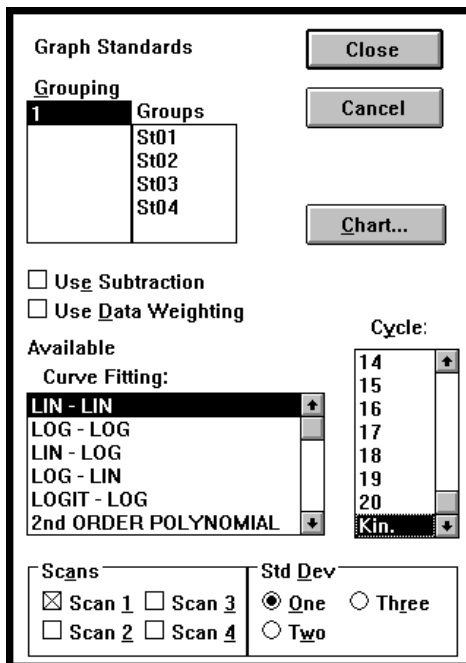 Graph Standards
Close
Grouping
1
Groups
Cancel
St01
St02
St03
St04
Chart...
Use Subtraction
Use Data Weighting
Available
Curve Fitting:
LIN - LIN
LOG - LOG
LIN - LOG
LOG - LIN
LOGIT - LOG
2nd ORDER POLYNOMIAL
Cycle:
14
15
16
17
18
19
20
Kin.
Scans
Scan 1
Scan 3
Scan 2
Scan 4
Std Dev
One
Three
Two